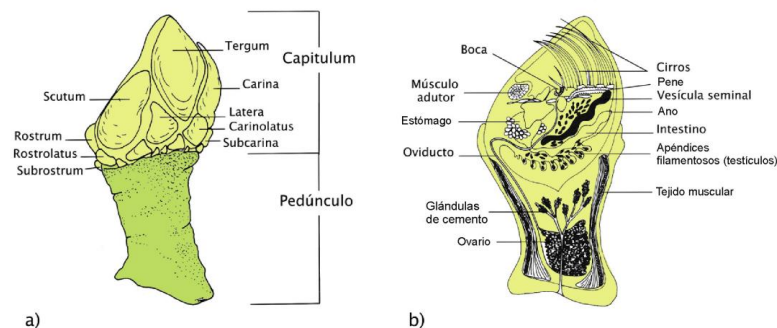 Tergum
Capitulum
Carina
Scutum
Latera
Carinolatus
Rostrum
Subcarina
Rostrolatus
Subrostrum
Pedúnculo
a)
Boca
Cirros
Pene
Músculo
adutor
Vesícula seminal
Ano
Estómago
Intestino
Oviducto
Apéndices
filamentosos (testículos)
Tejido muscular
Glándulas
de cemento
Ovario
b)